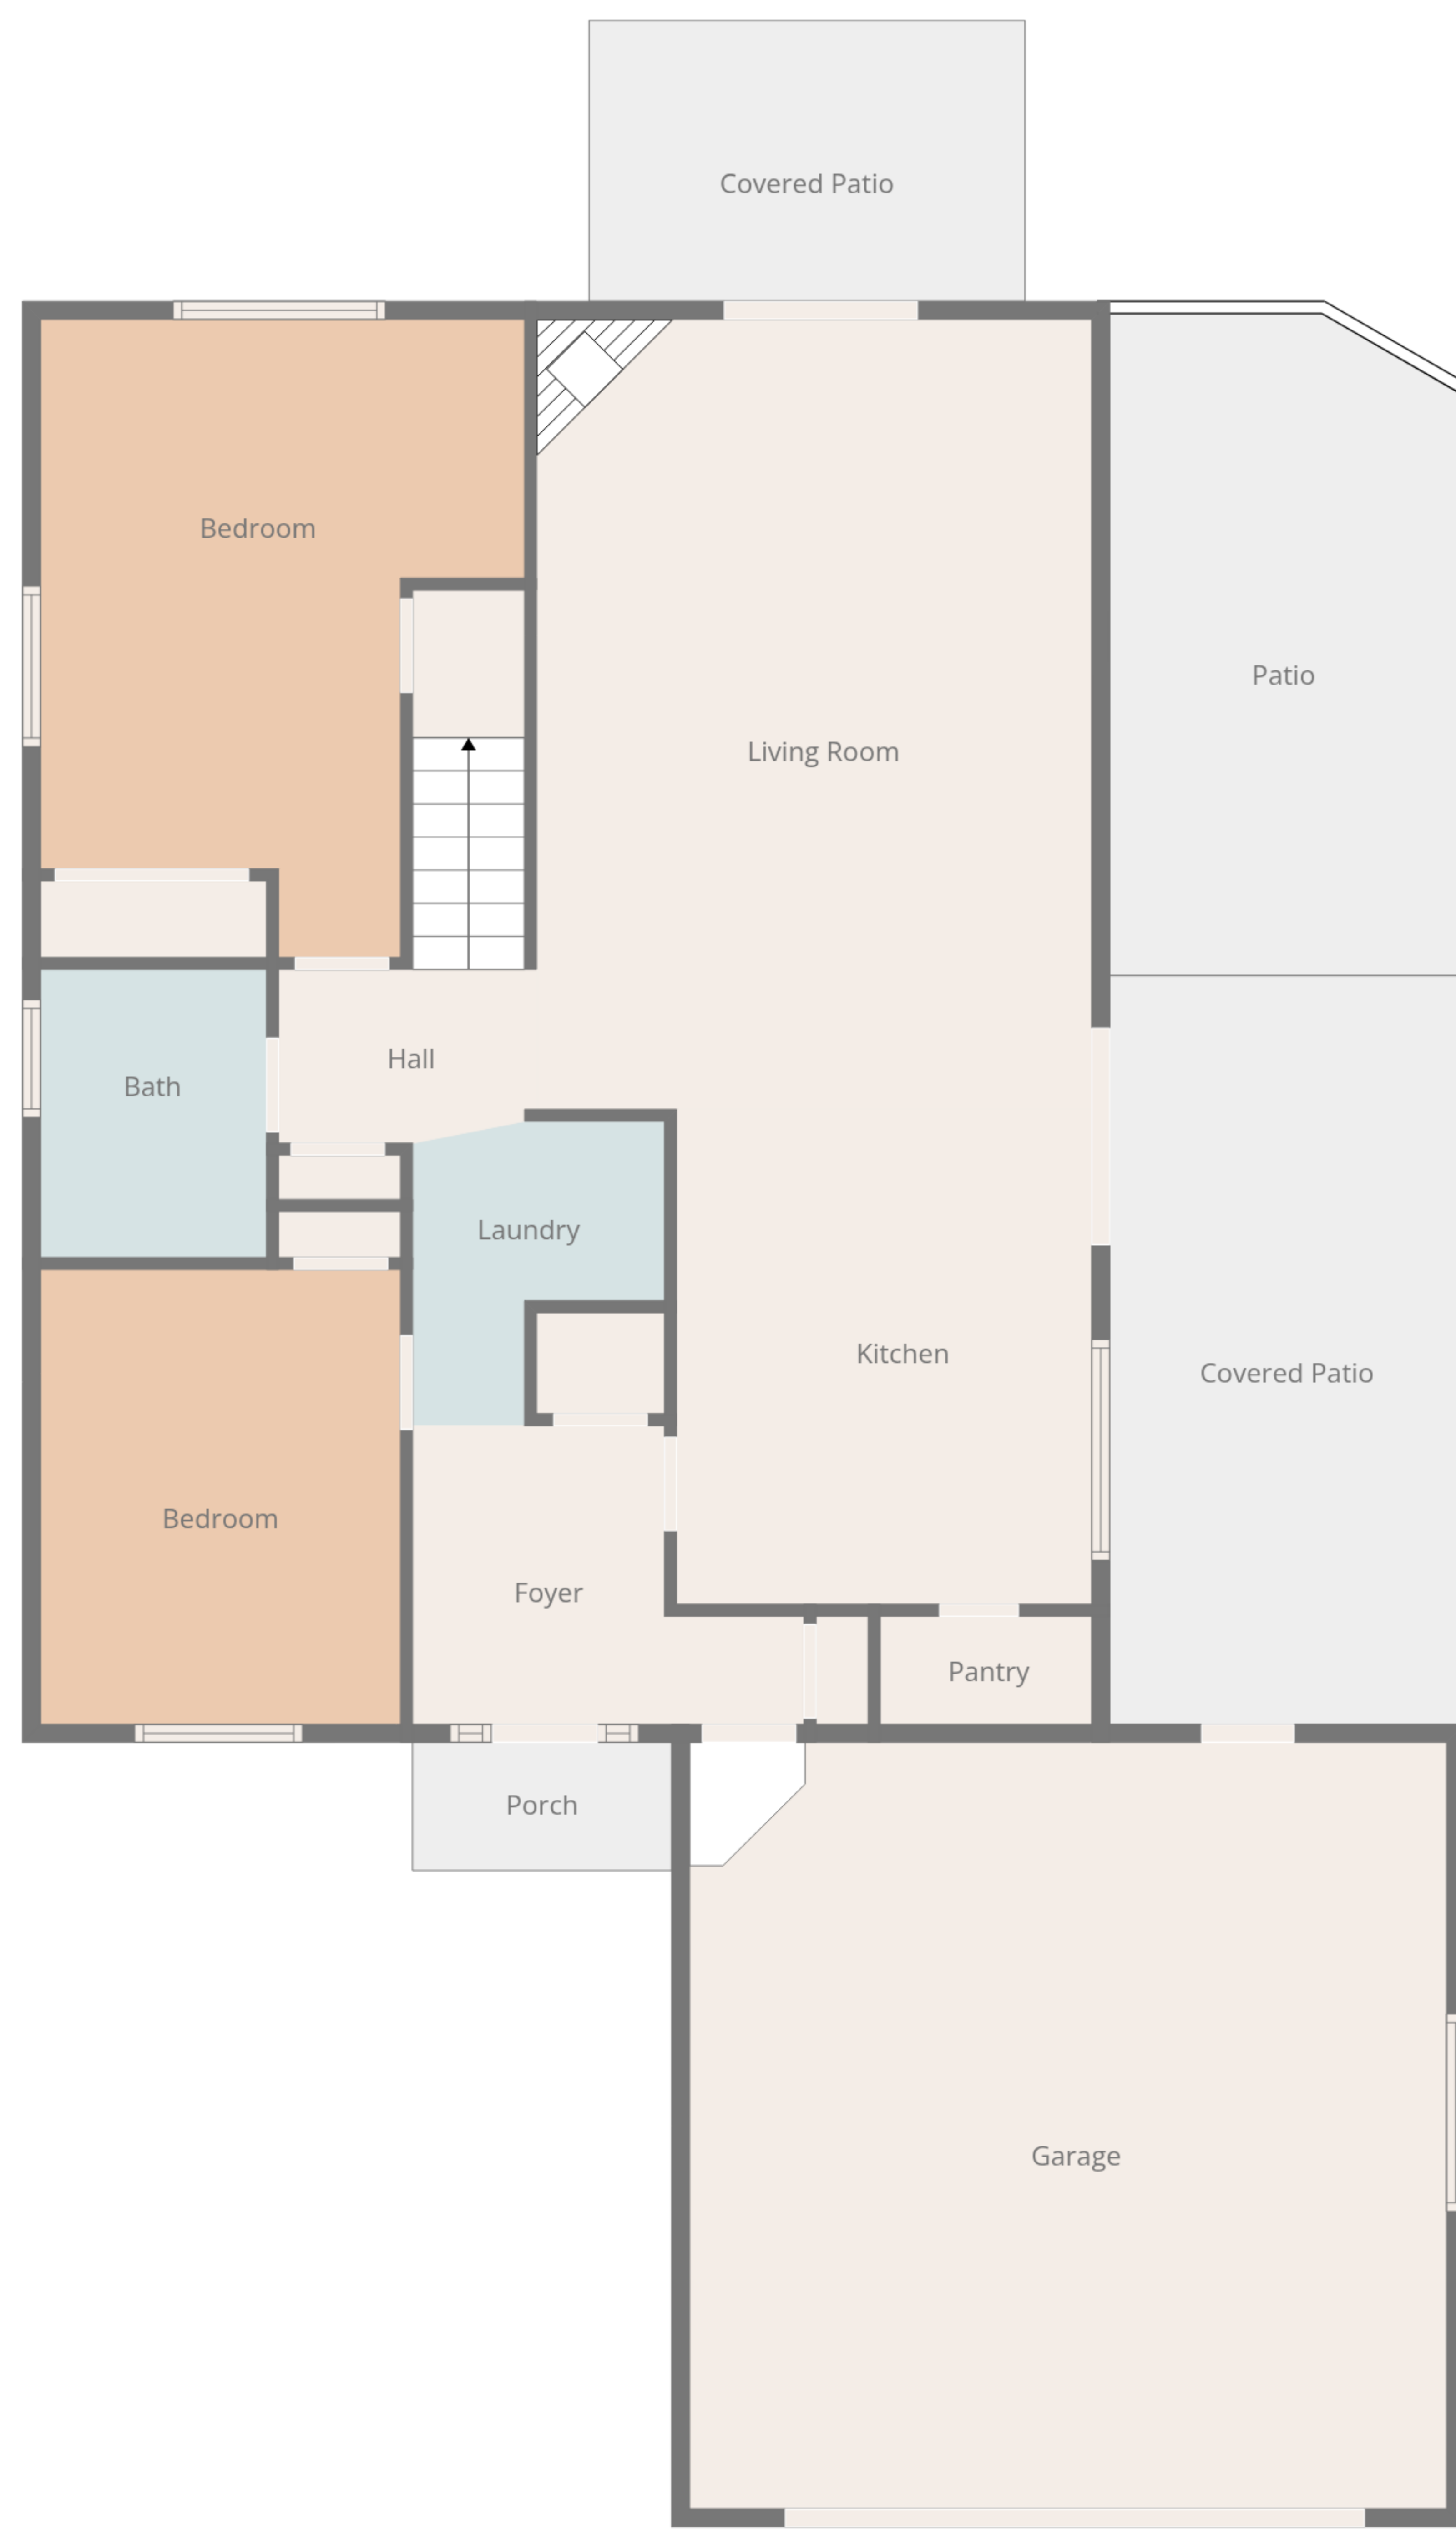 Covered Patio
Bedroom
Patio
Living Room
Hall
Bath
Laundry
Kitchen
Covered Patio
Bedroom
Foyer
Pantry
Porch
Garage